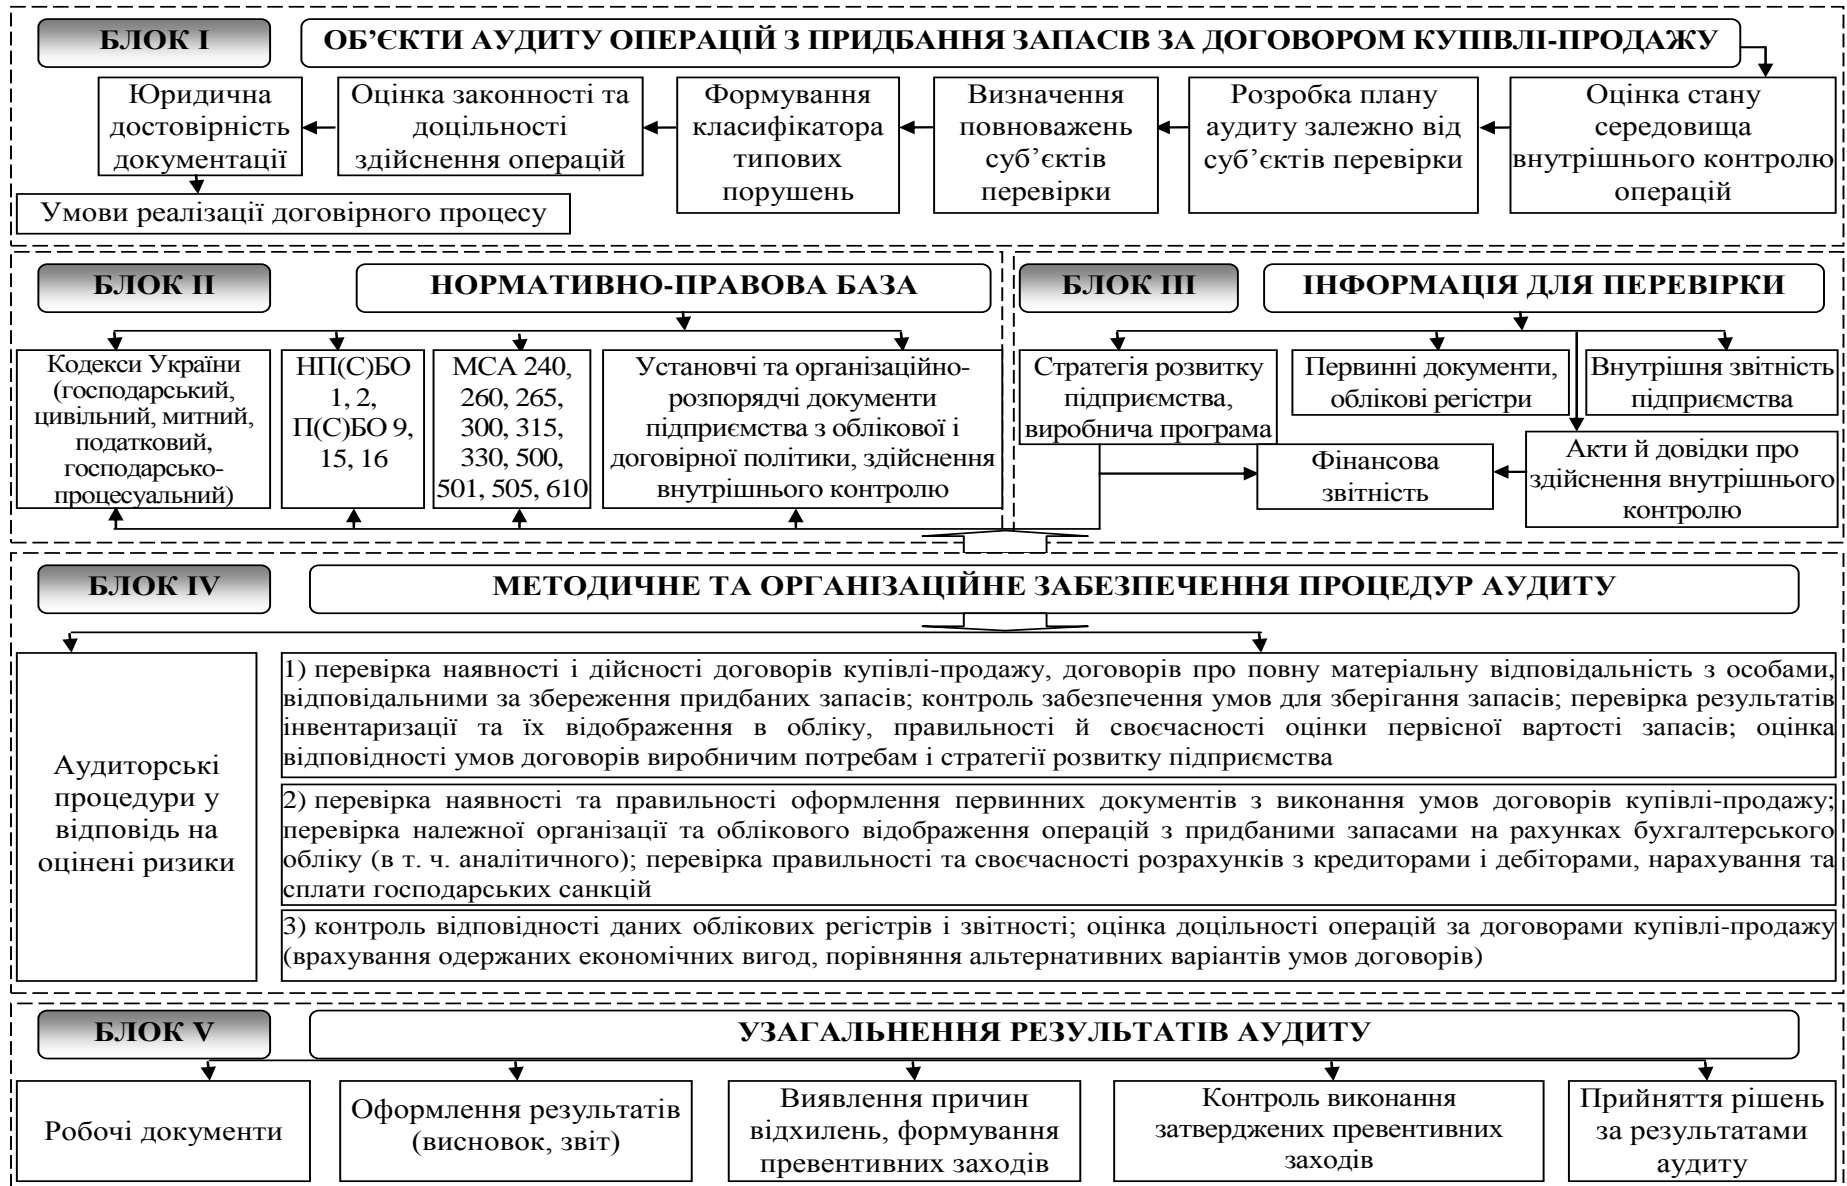 БЛОК І
ОБ’ЄКТИ АУДИТУ ОПЕРАЦІЙ З ПРИДБАННЯ ЗАПАСІВ ЗА ДОГОВОРОМ КУПІВЛІ-ПРОДАЖУ
Юридична
достовірність
документації
Оцінка законності та
доцільності
здійснення операцій
Формування
класифікатора
типових
порушень
Визначення
повноважень
суб’єктів
перевірки
Розробка плану
аудиту залежно від
суб’єктів перевірки
Оцінка стану
середовища
внутрішнього контролю
операцій
Умови реалізації договірного процесу
БЛОК ІІ
НОРМАТИВНО-ПРАВОВА БАЗА
Кодекси України
(господарський,
цивільний, митний,
податковий,
господарсько-
процесуальний)
НП(С)БО
1, 2,
П(С)БО 9,
15, 16
МСА 240,
260, 265,
300, 315,
330, 500,
501, 505, 610
Установчі та організаційно-
розпорядчі документи
підприємства з облікової і
договірної політики, здійснення
внутрішнього контролю
БЛОК ІІІ
ІНФОРМАЦІЯ ДЛЯ ПЕРЕВІРКИ
Стратегія розвитку
підприємства,
виробнича програма
Первинні документи,
облікові регістри
Внутрішня звітність
підприємства
Фінансова
звітність
Акти й довідки про
здійснення внутрішнього
контролю
БЛОК IV
МЕТОДИЧНЕ ТА ОРГАНІЗАЦІЙНЕ ЗАБЕЗПЕЧЕННЯ ПРОЦЕДУР АУДИТУ
Аудиторські
процедури у
відповідь на
оцінені ризики
1) перевірка наявності і дійсності договорів купівлі-продажу, договорів про повну матеріальну відповідальність з особами,
відповідальними за збереження придбаних запасів; контроль забезпечення умов для зберігання запасів; перевірка результатів
інвентаризації та їх відображення в обліку, правильності й своєчасності оцінки первісної вартості запасів; оцінка
відповідності умов договорів виробничим потребам і стратегії розвитку підприємства
2) перевірка наявності та правильності оформлення первинних документів з виконання умов договорів купівлі-продажу;
перевірка належної організації та облікового відображення операцій з придбаними запасами на рахунках бухгалтерського
обліку (в т. ч. аналітичного); перевірка правильності та своєчасності розрахунків з кредиторами і дебіторами, нарахування та
сплати господарських санкцій
3) контроль відповідності даних облікових регістрів і звітності; оцінка доцільності операцій за договорами купівлі-продажу
(врахування одержаних економічних вигод, порівняння альтернативних варіантів умов договорів)
БЛОК V
УЗАГАЛЬНЕННЯ РЕЗУЛЬТАТІВ АУДИТУ
Робочі документи
Оформлення результатів
(висновок, звіт)
Виявлення причин
відхилень, формування
превентивних заходів
Контроль виконання
затверджених превентивних
заходів
Прийняття рішень
за результатами
аудиту